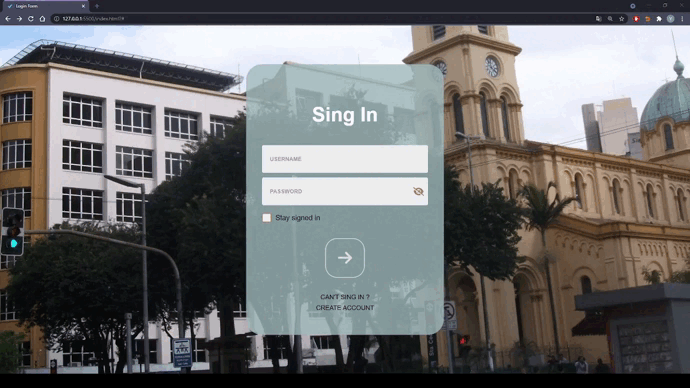 Login Form
127.0.0.1:5500/index.html?#
Sing In
USERNAME
PASSWORD
Stay signed in
CAN'T SING IN ?
CREATE ACCOUNT